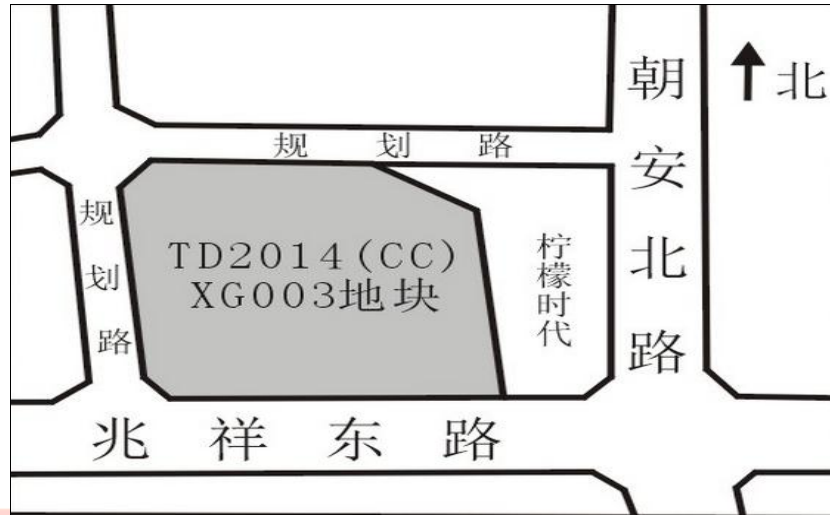 朝安北路
北
规划路
规划路
TD2014(CC)
XG003地块
柠檬时代
兆祥东路